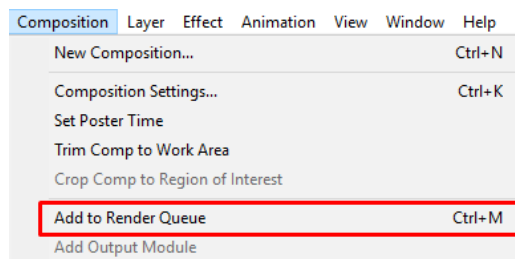 Composition Layer Effect Animation View Window Help
New Composition... Ctrl+N
Composition Settings... Ctrl+K
Set Poster Time
Trim Comp to Work Area
Crop Comp to Region of Interest
Add to Render Queue Ctrl+M
Add Output Module